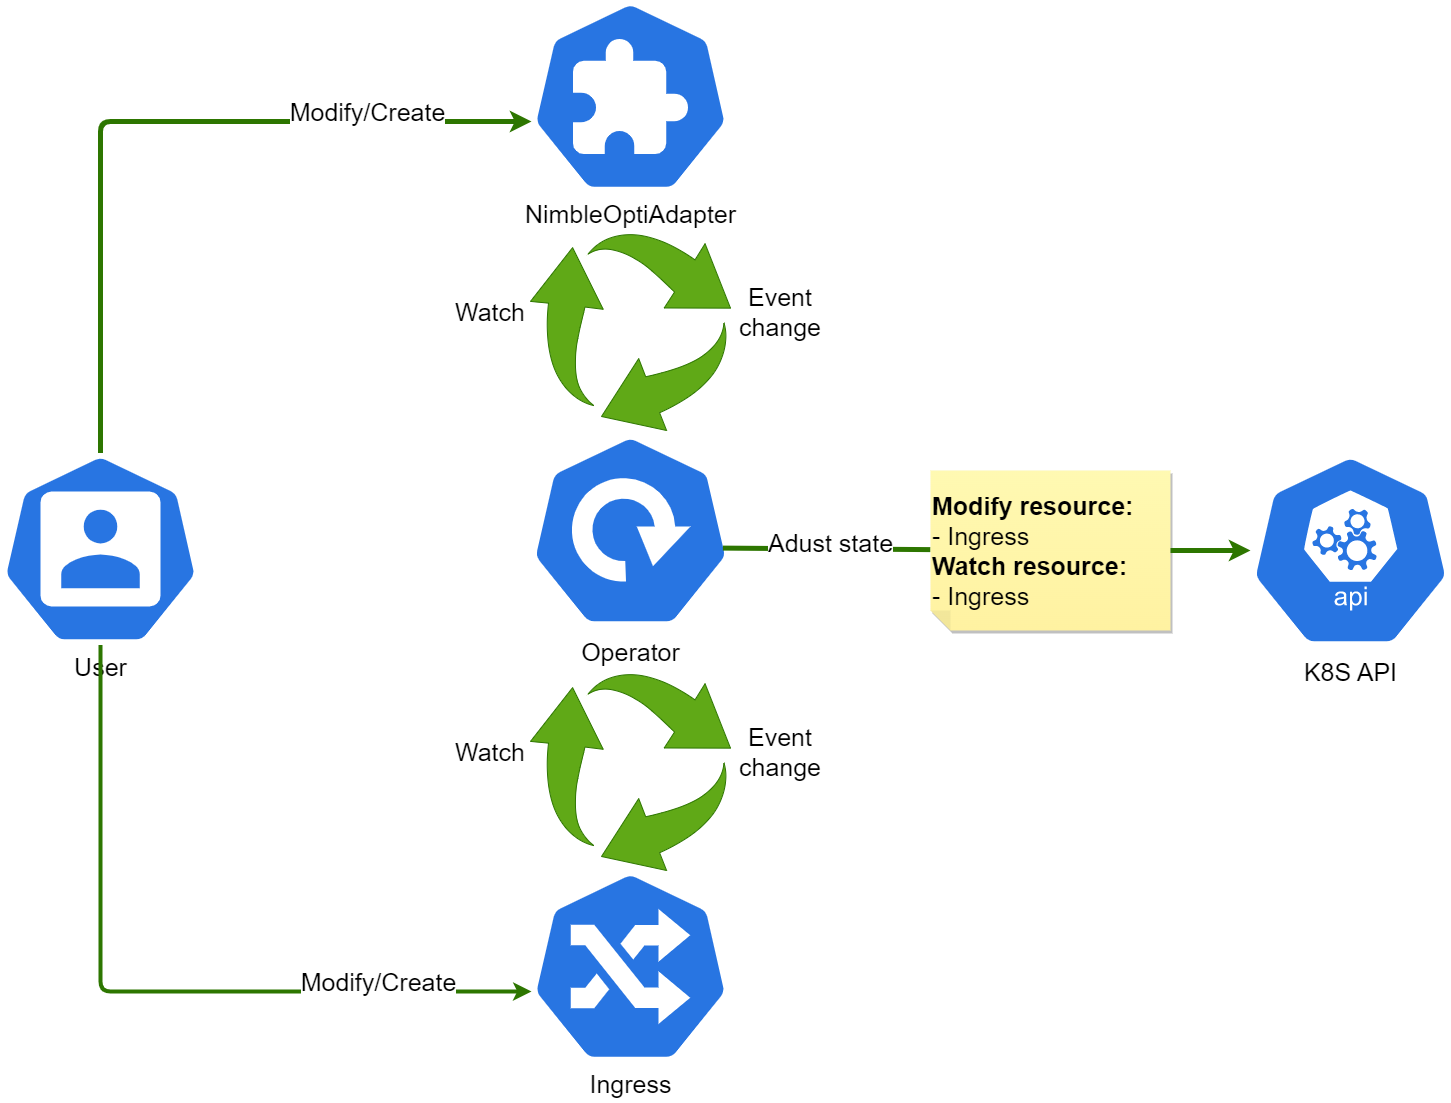 Modify/Create
NimbleOptiAdapter
Watch
Event
change
User
Operator
Adust state
Modify resource:
- Ingress
Watch resource:
- Ingress
api
K8S API
Watch
Event
change
Modify/Create
Ingress